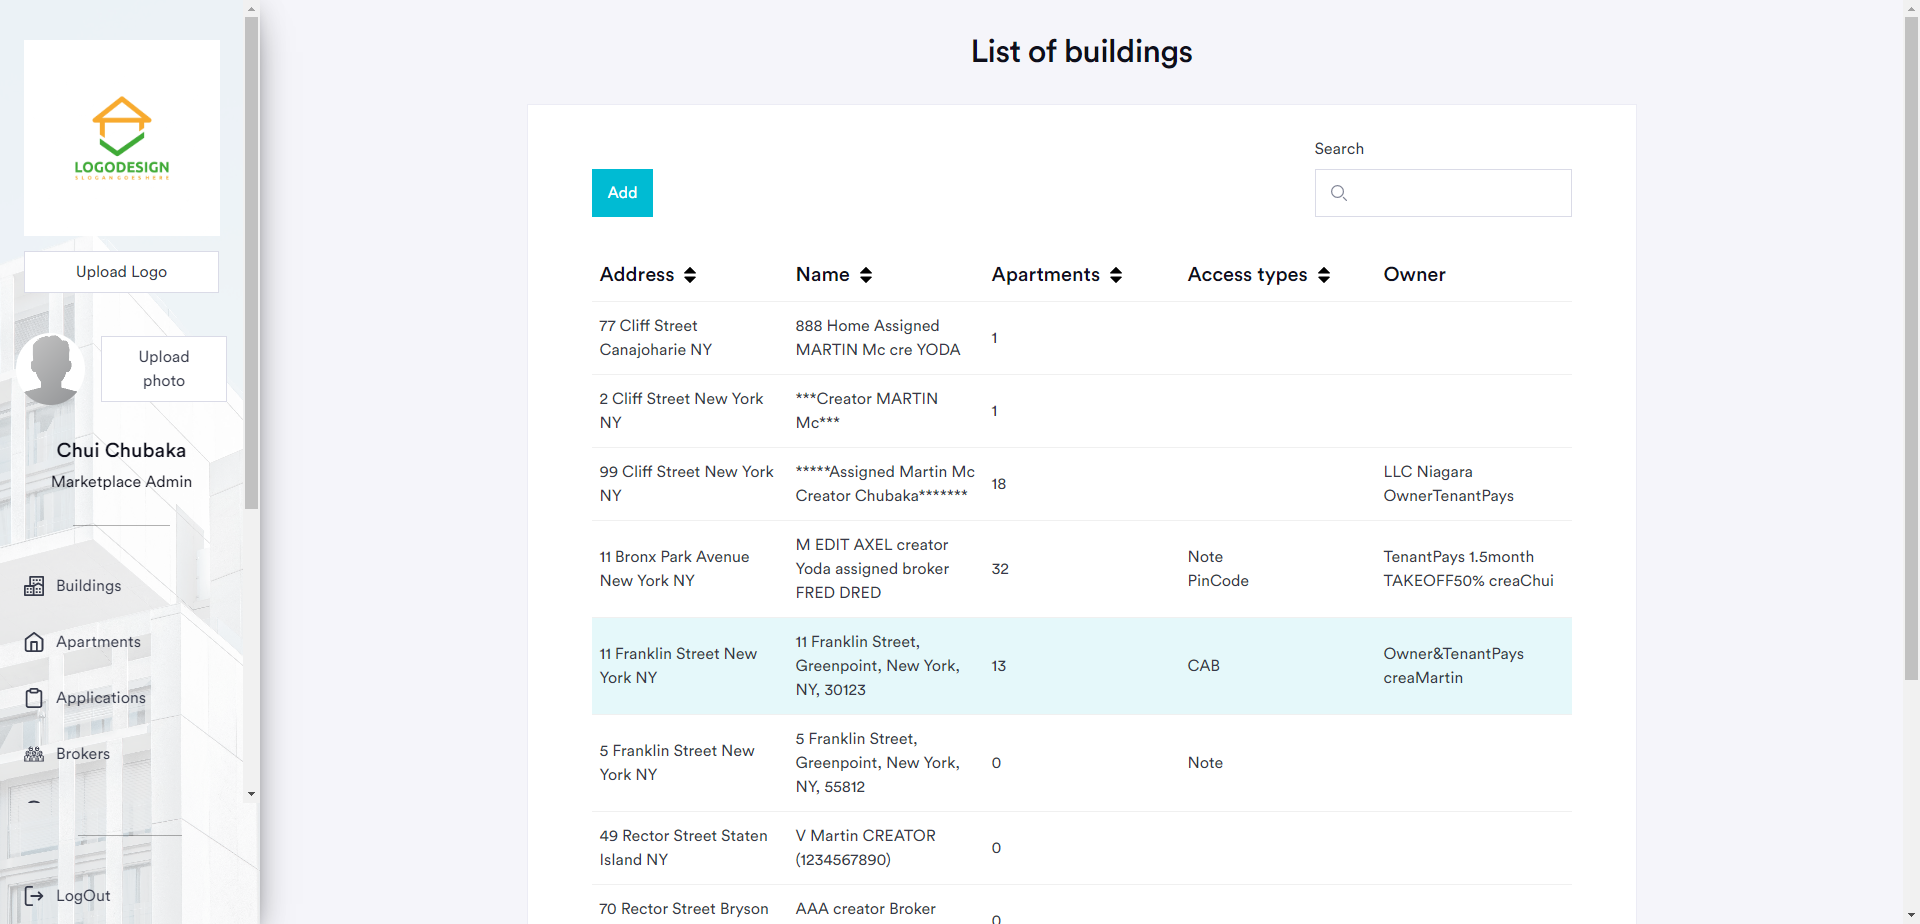 LOGODESIGN
SLOGANGOESHERE
Upload Logo
Upload
photo
Chui Chubaka
Marketplace Admin
Buildings
Apartments
Applications
Brokers
LogOut
List of buildings
Search
Add
Address Name Apartments Access types Owner
77 Cliff Street
Canajoharie NY
888 Home Assigned
MARTIN Mc cre YODA
1
2 Cliff Street New York
NY
***Creator MARTIN
Mc***
1
99 Cliff Street New York
NY
*****Assigned Martin Mc
Creator Chubaka*******
18
LLC Niagara
OwnerTenantPays
11 Bronx Park Avenue
New York NY
M EDIT AXEL creator
Yoda assigned broker
FRED DRED
32
Note
PinCode
TenantPays 1.5month
TAKEOFF50% creaChui
11 Franklin Street New
York NY
11 Franklin Street,
Greenpoint, New York,
NY, 30123
13
CAB
Owner&TenantPays
creaMartin
5 Franklin Street New
York NY
5 Franklin Street,
Greenpoint, New York,
NY, 55812
0
Note
49 Rector Street Staten
Island NY
V Martin CREATOR
(1234567890)
0
70 Rector Street Bryson
AAA creator Broker
0